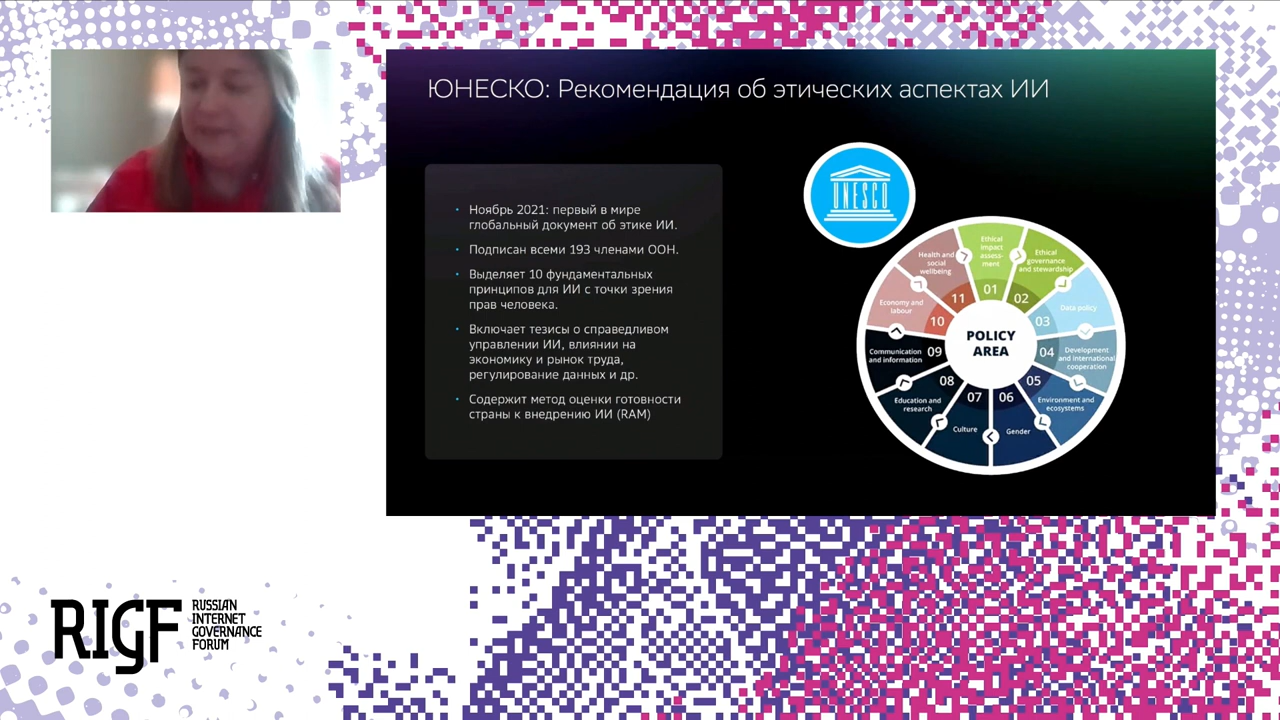 ЮНЕСКО: Рекомендация об этических аспектах ИИ
• Ноябрь 2021: первый в мире
глобальный документ об этике ИИ.
• Подписан всеми 193 членами ООН.
• Выделяет 10 фундаментальных
принципов для ИИ с точки зрения
прав человека.
• Включает тезисы о справедливом
управлении ИИ, влиянии на
экономику и рынок труда,
регулирование данных и др.
• Содержит метод оценки готовности
страны к внедрению ИИ (RAM)
UNESCO
POLICY
AREA
Ethical
impact
assess-
ment
01
Ethical
governance
and stewardship
02
Data policy
03
Development
and international
cooperation
04
Environment and
ecosystems
05
Gender
06
Culture
07
Education and
research
08
Communication
and information
09
Economy and
labour
10
Health and
social
wellbeing
11
RIGF
RUSSIAN
INTERNET
GOVERNANCE
FORUM